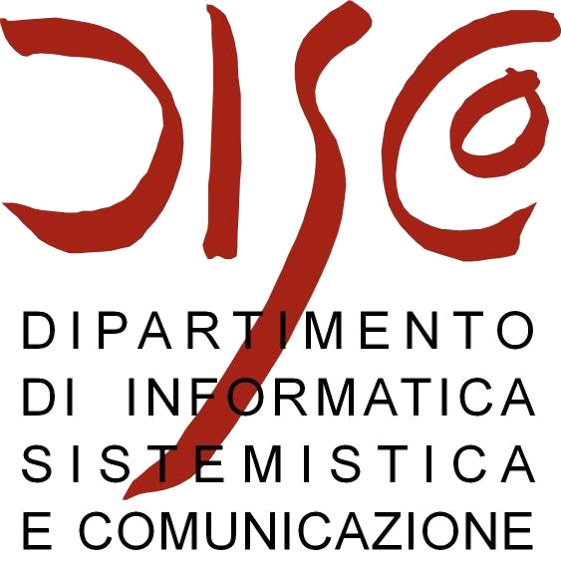 DISCo
DIPARTIMENTO
DI INFORMATICA
SISTEMISTICA
E COMUNICAZIONE